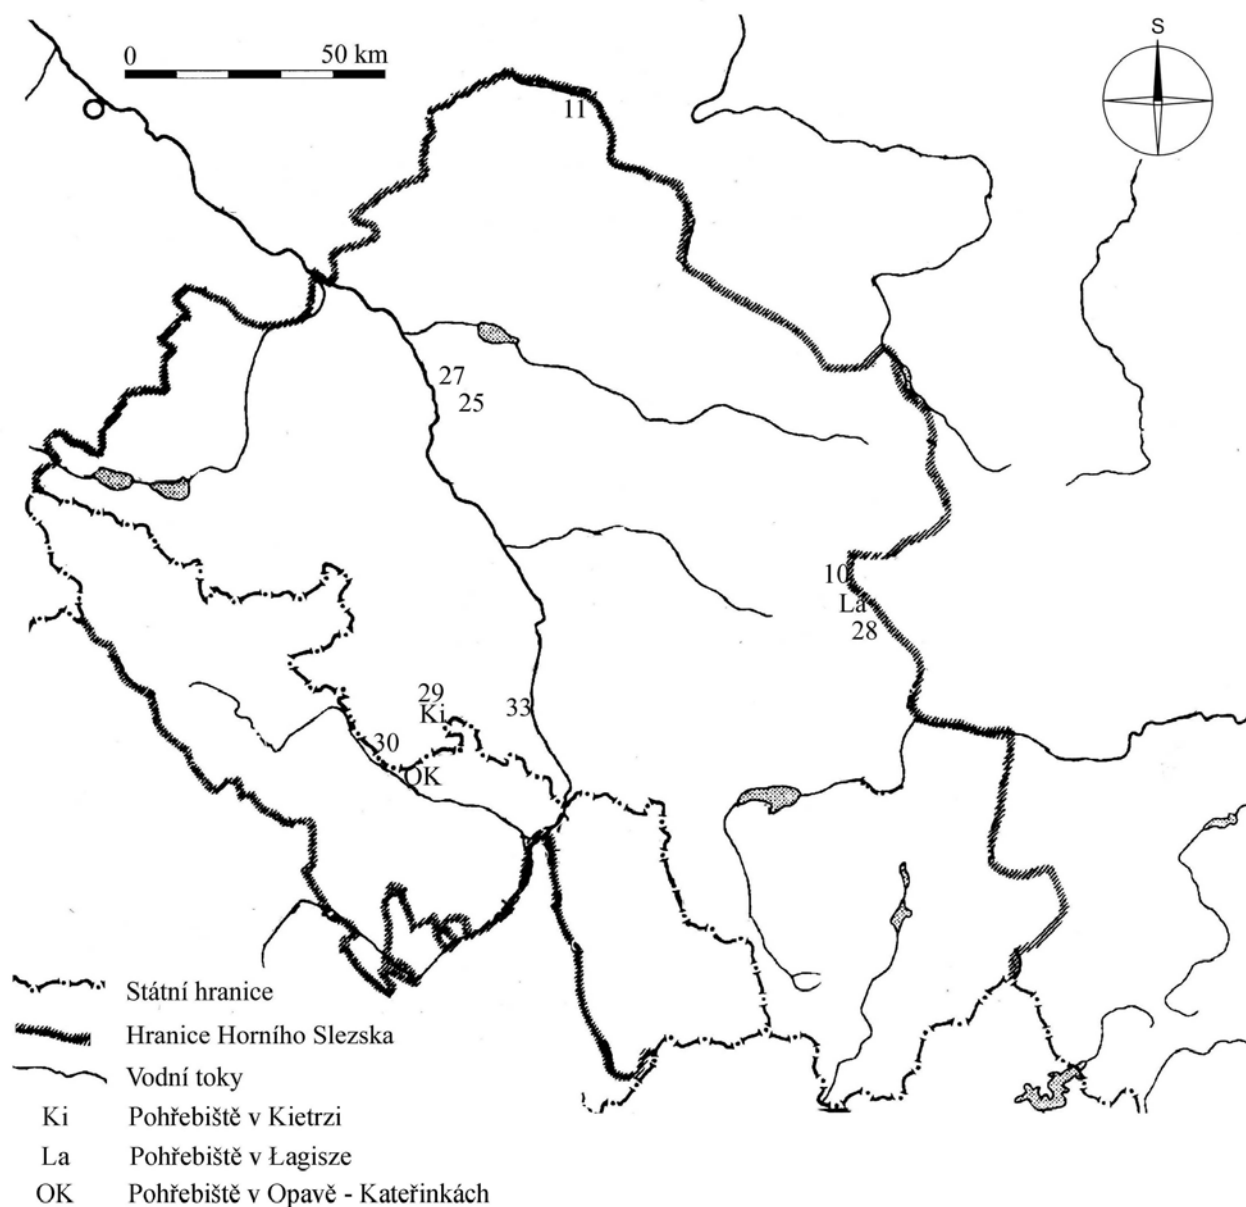 S
0 50 km
11
27
25
10
La
28
29
Ki
33
30
OK
Státní hranice
Hranice Horního Slezska
Vodní toky
Ki Pohřebiště v Kietrzi
La Pohřebiště v Łagisze
OK Pohřebiště v Opavě - Kateřinkách